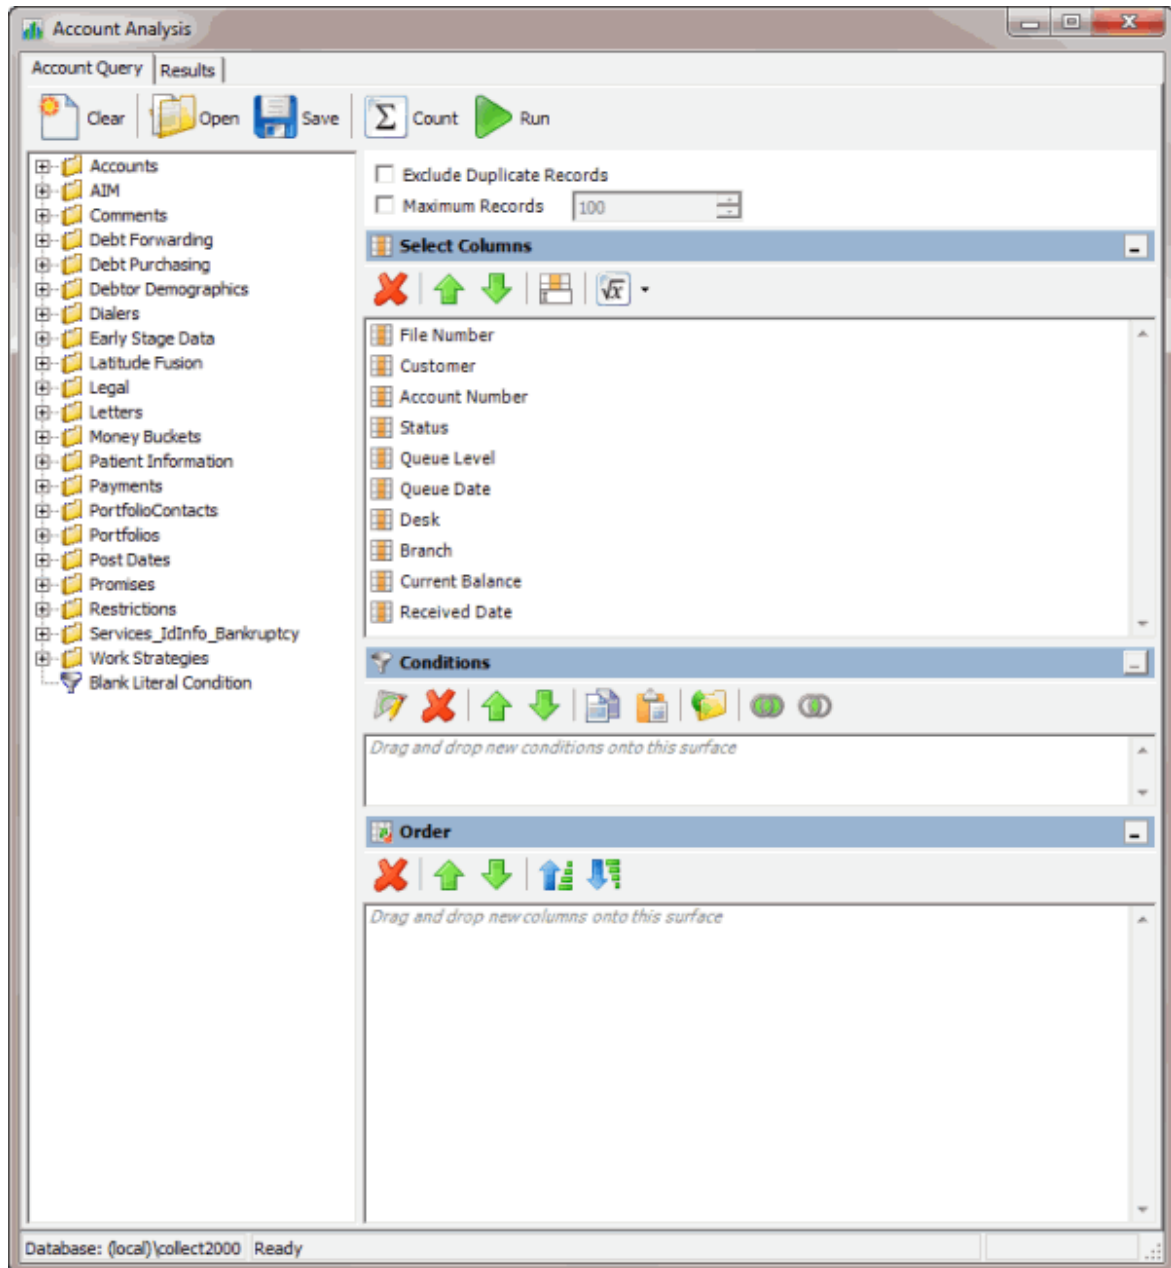 Account Analysis
Account Query Results
Clear Open Save Σ Count Run
Accounts
AIM
Comments
Debt Forwarding
Debt Purchasing
Debtor Demographics
Dialers
Early Stage Data
Latitude Fusion
Legal
Letters
Money Buckets
Patient Information
Payments
PortfolioContacts
Portfolios
Post Dates
Promises
Restrictions
Services_IdInfo_Bankruptcy
Work Strategies
Blank Literal Condition
Exclude Duplicate Records
Maximum Records 100
Select Columns
√x
File Number
Customer
Account Number
Status
Queue Level
Queue Date
Desk
Branch
Current Balance
Received Date
Conditions
Drag and drop new conditions onto this surface
Order
Drag and drop new columns onto this surface
Database: (local)\collect2000 Ready